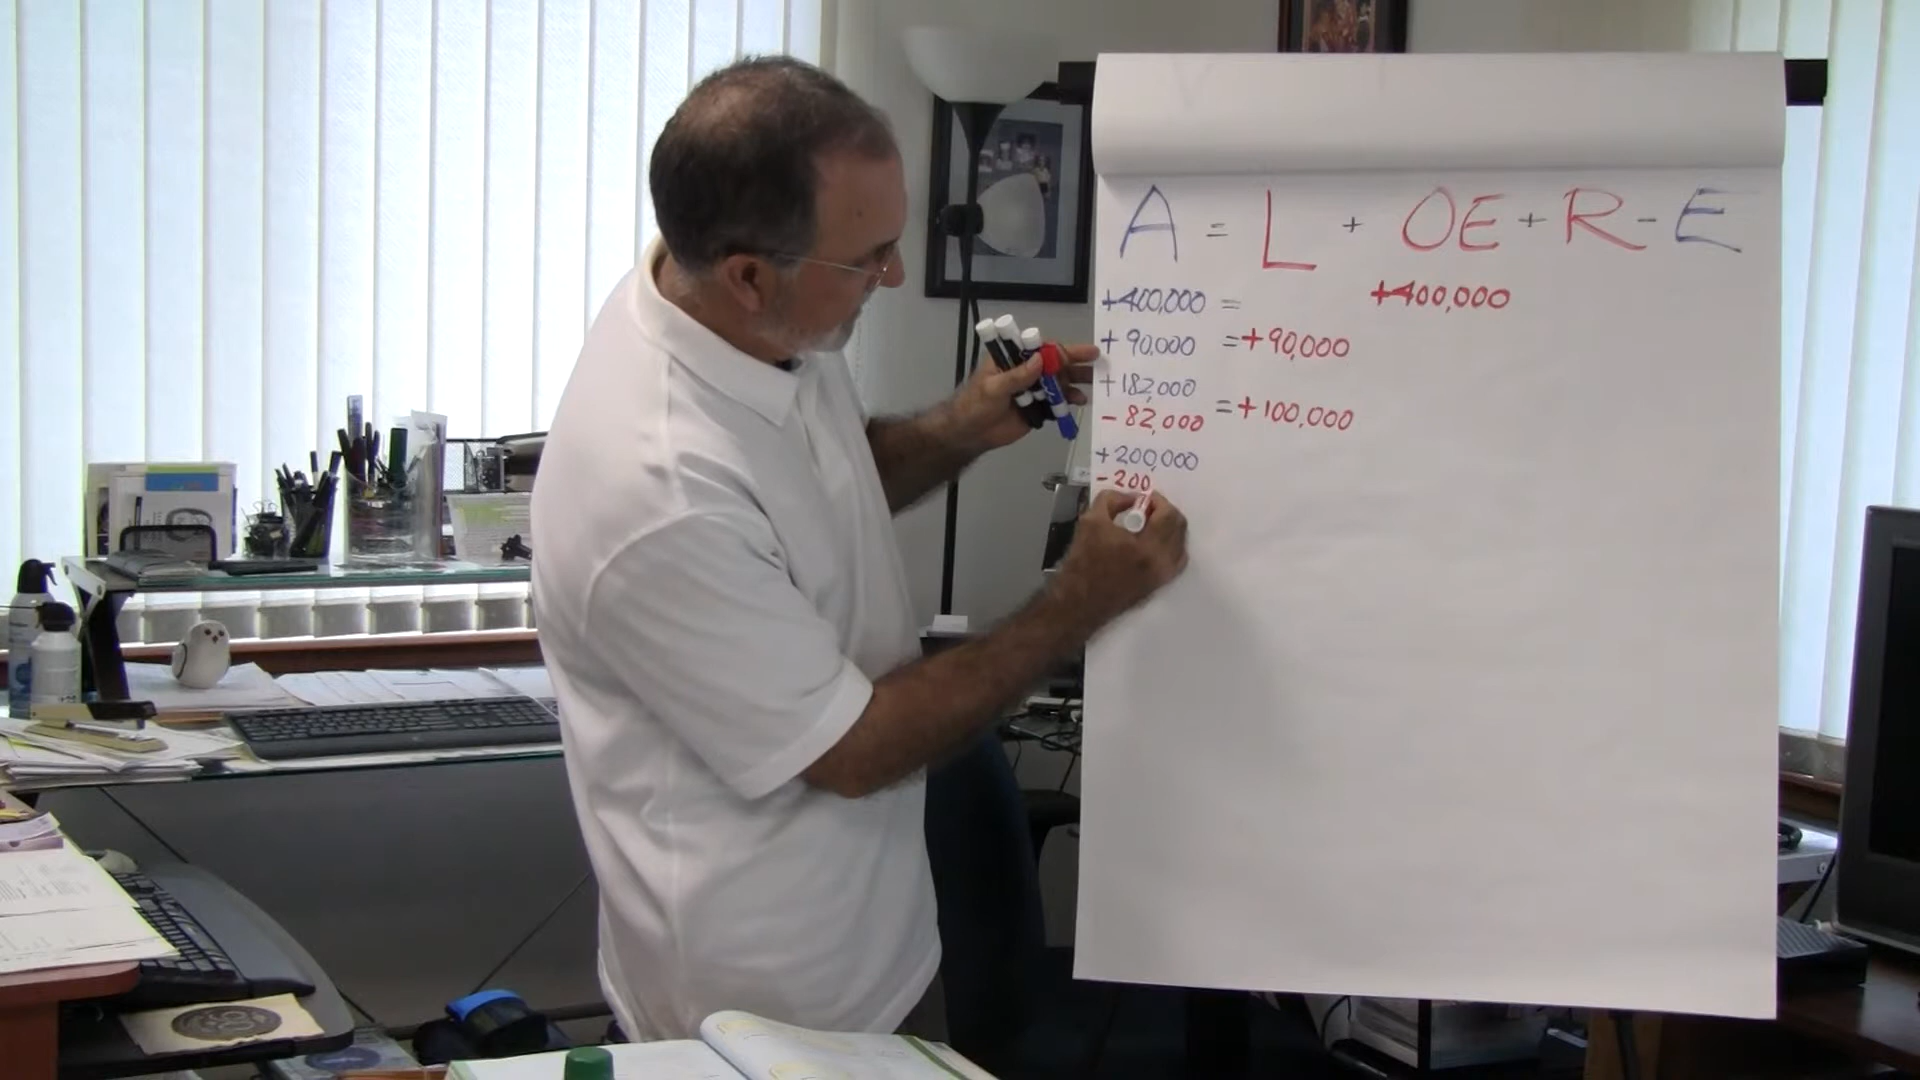 A = L + OE + R - E
+400,000 = +400,000
+ 90,000 = +90,000
+182,000
- 82,000 = +100,000
+200,000
- 200